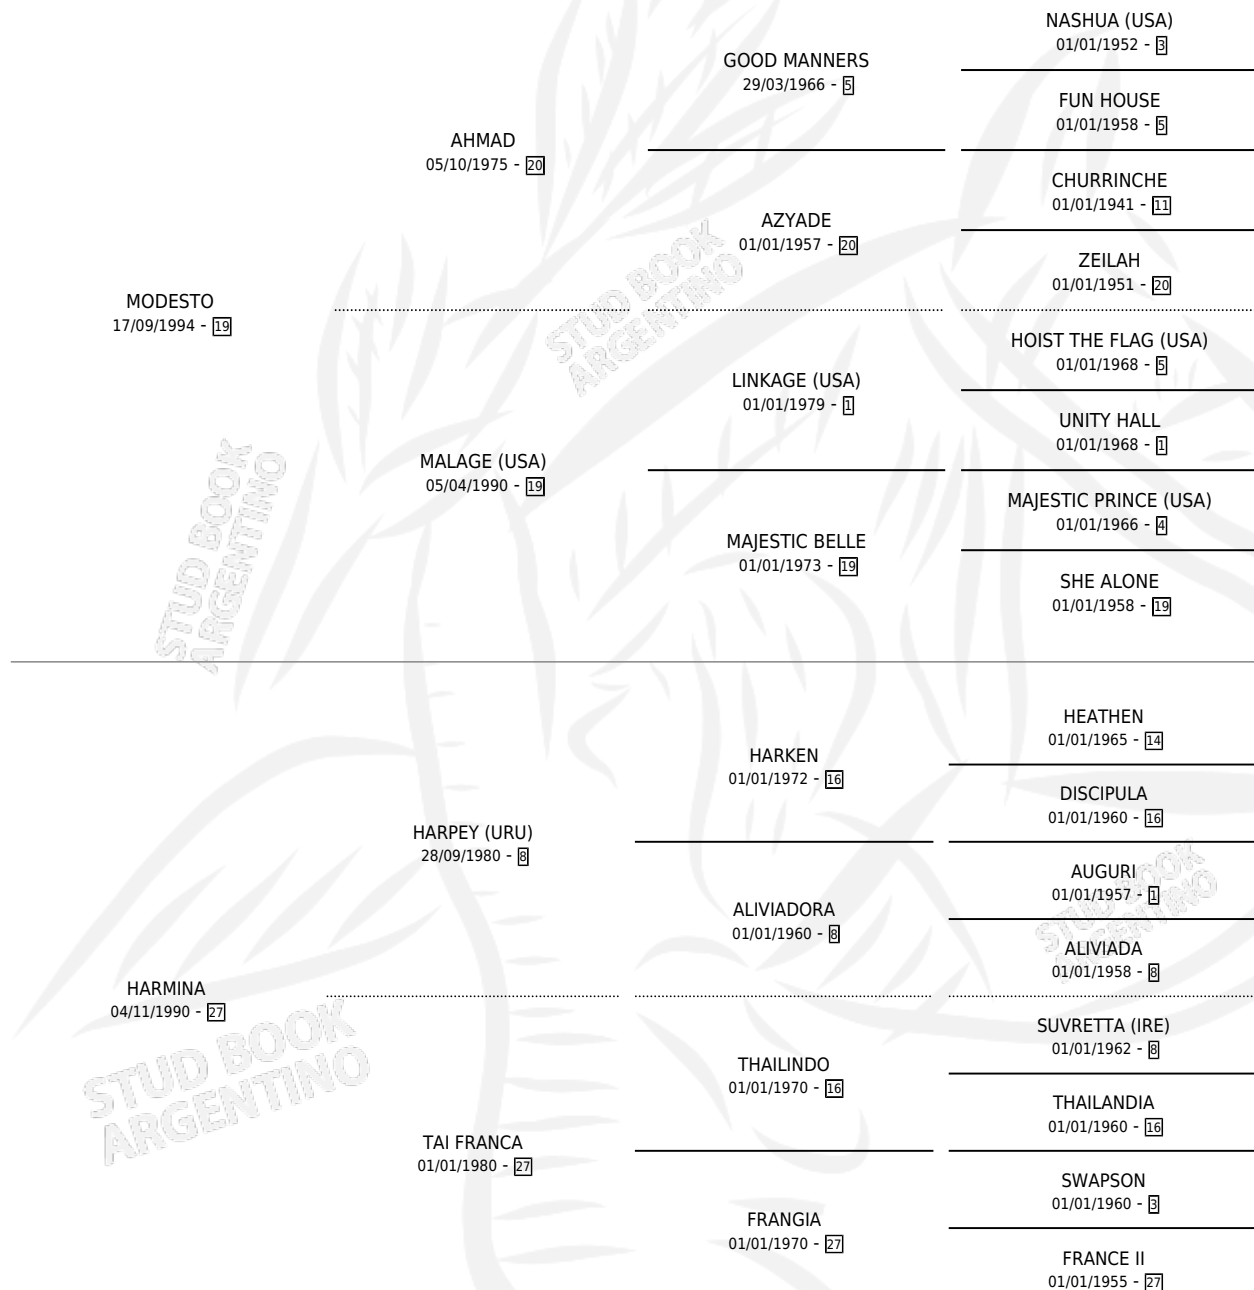 NASHUA (USA)
01/01/1952 - 3
GOOD MANNERS
29/03/1966 - 5
FUN HOUSE
01/01/1958 - 5
AHMAD
05/10/1975 - 20
CHURRINCHE
01/01/1941 - 11
AZYADE
01/01/1957 - 20
ZEILAH
01/01/1951 - 20
MODESTO
17/09/1994 - 19
STUD BOOK
ARGENTINO
HOIST THE FLAG (USA)
01/01/1968 - 5
LINKAGE (USA)
01/01/1979 - 1
UNITY HALL
01/01/1968 - 1
MALAGE (USA)
05/04/1990 - 19
STUD BOOK
ARGENTINO
MAJESTIC PRINCE (USA)
01/01/1966 - 4
MAJESTIC BELLE
01/01/1973 - 19
SHE ALONE
01/01/1958 - 19
HEATHEN
01/01/1965 - 14
HARKEN
01/01/1972 - 16
DISCIPULA
01/01/1960 - 16
HARPEY (URU)
28/09/1980 - 8
AUGURI
01/01/1957 - 1
STUD BOOK
ARGENTINO
ALIVIADORA
01/01/1960 - 8
ALIVIADA
01/01/1958 - 8
HARMINA
04/11/1990 - 27
STUD BOOK
ARGENTINO
SUVRETTA (IRE)
01/01/1962 - 8
THAILINDO
01/01/1970 - 16
THAILANDIA
01/01/1960 - 16
TAI FRANCA
01/01/1980 - 27
SWAPSON
01/01/1960 - 3
FRANGIA
01/01/1970 - 27
FRANCE II
01/01/1955 - 27